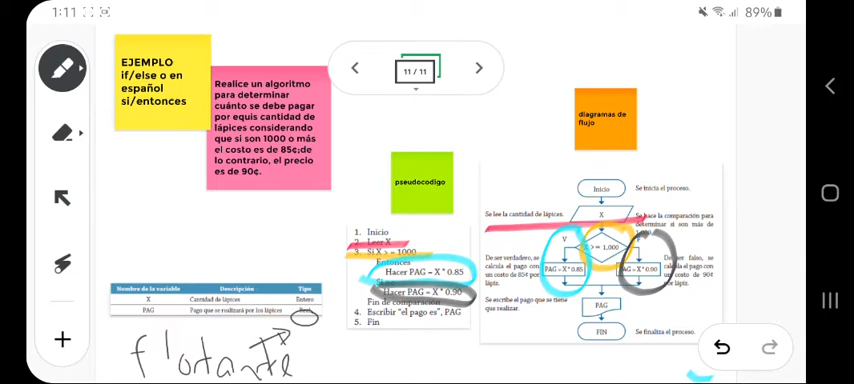 1:11
89%
EJEMPLO
if/else o en
español
si/entonces
Realice un algoritmo
para determinar
cuánto se debe pagar
por equis cantidad de
lápices considerando
que si son 1000 o más
el costo es de 85¢;de
lo contrario, el precio
es de 90¢.
11 / 11
pseudocodigo
diagramas de
flujo
Nombre de la variable Descripción Tipo
X Cantidad de lápices Entero
PAG Pago que se realizará por los lápices Real
flotante
1. Inicio
2. Leer X
3. Si X > = 1000
Entonces
Hacer PAG = X * 0.85
Si no
Hacer PAG = X * 0.90
Fin de comparación
4. Escribir "el pago es", PAG
5. Fin
Inicio
Se inicia el proceso.
Se lee la cantidad de lápices.
X
Se hace la comparación para
determinar si son más de
V
>= 1,000
De ser verdadero, se
calcula el pago con
un costo de 85¢ por
lápiz.
PAG = X * 0.85
PAG = X * 0.90
De ser falso, se
calcula el pago con
un costo de 90¢ por
lápiz.
Se escribe el pago que se tiene
que realizar.
PAG
FIN
Se finaliza el proceso.